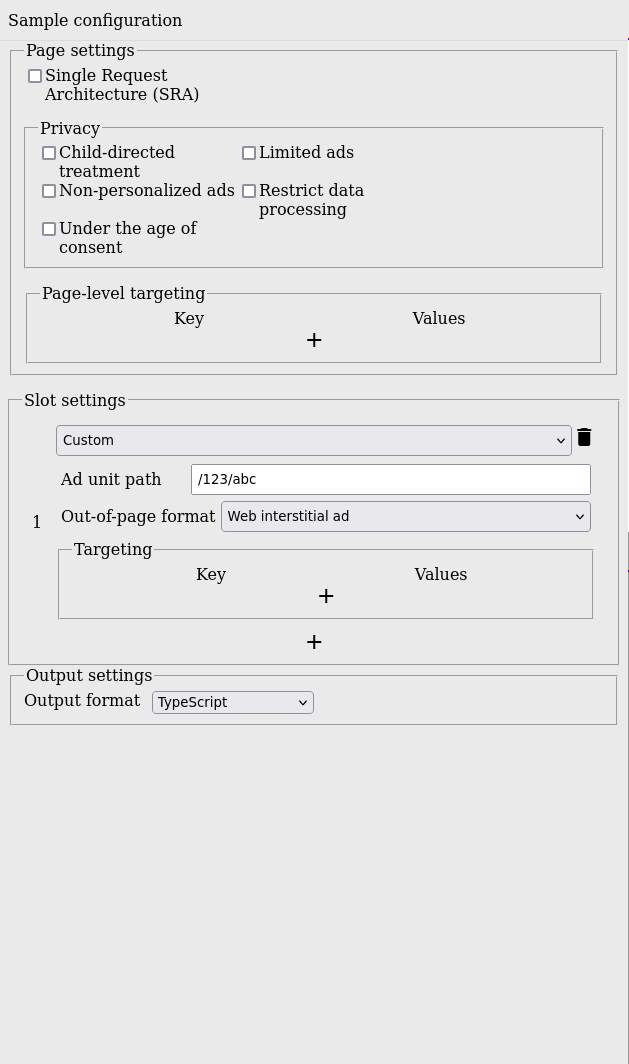 Sample configuration
Page settings
Single Request
Architecture (SRA)
Privacy
Child-directed
treatment
Limited ads
Non-personalized ads
Restrict data
processing
Under the age of
consent
Page-level targeting
Key Values
+
Slot settings
Custom
Ad unit path /123/abc
1
Out-of-page format Web interstitial ad
Targeting
Key Values
+
+
Output settings
Output format TypeScript